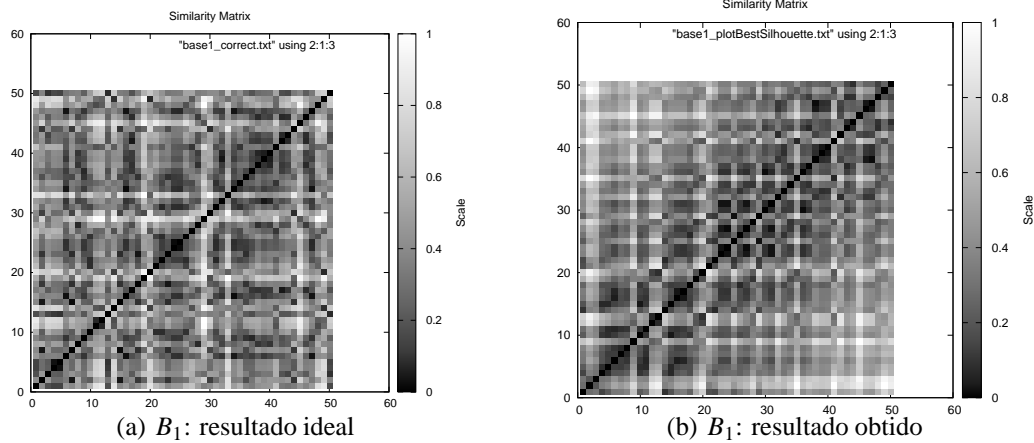 Similarity Matrix
"base1_correct.txt" using 2:1:3
60
50
40
30
20
10
0
0 10 20 30 40 50 60
1
0.8
0.6
0.4
0.2
0
Scale
(a) B1: resultado ideal
Similarity Matrix
"base1_plotBestSilhouette.txt" using 2:1:3
60
50
40
30
20
10
0
0 10 20 30 40 50 60
1
0.8
0.6
0.4
0.2
0
Scale
(b) B1: resultado obtido